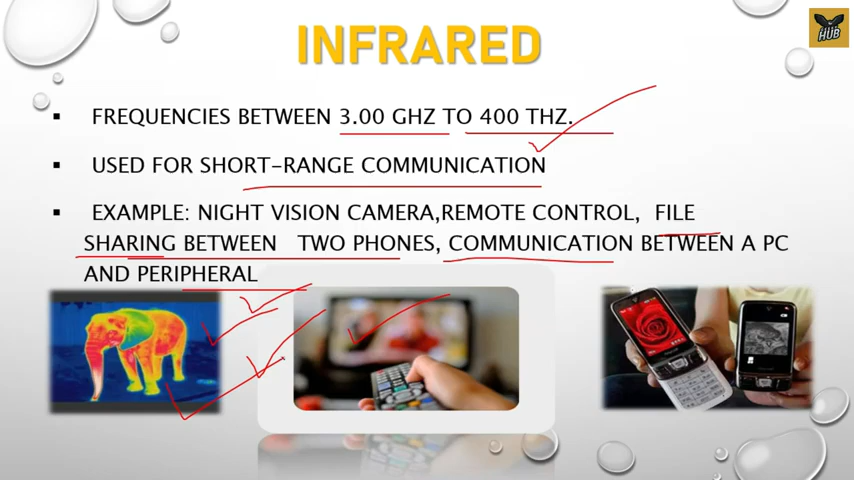 INFRARED
HUB
▪ FREQUENCIES BETWEEN 3.00 GHZ TO 400 THZ.
▪ USED FOR SHORT-RANGE COMMUNICATION
▪ EXAMPLE: NIGHT VISION CAMERA,REMOTE CONTROL, FILE
SHARING BETWEEN TWO PHONES, COMMUNICATION BETWEEN A PC
AND PERIPHERAL